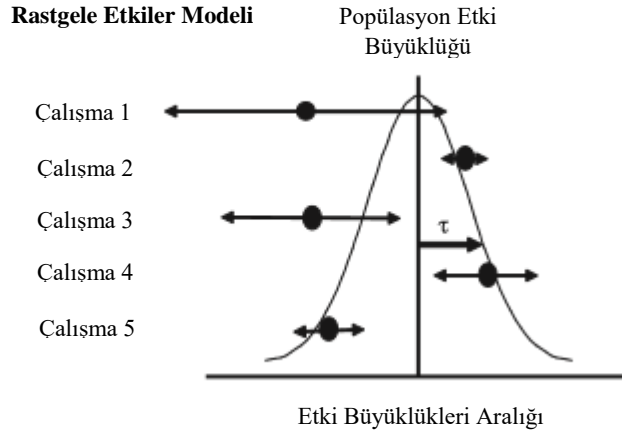 Rastgele Etkiler Modeli
Popülasyon Etki
Büyüklüğü
Çalışma 1
Çalışma 2
Çalışma 3
τ
Çalışma 4
Çalışma 5
Etki Büyüklükleri Aralığı